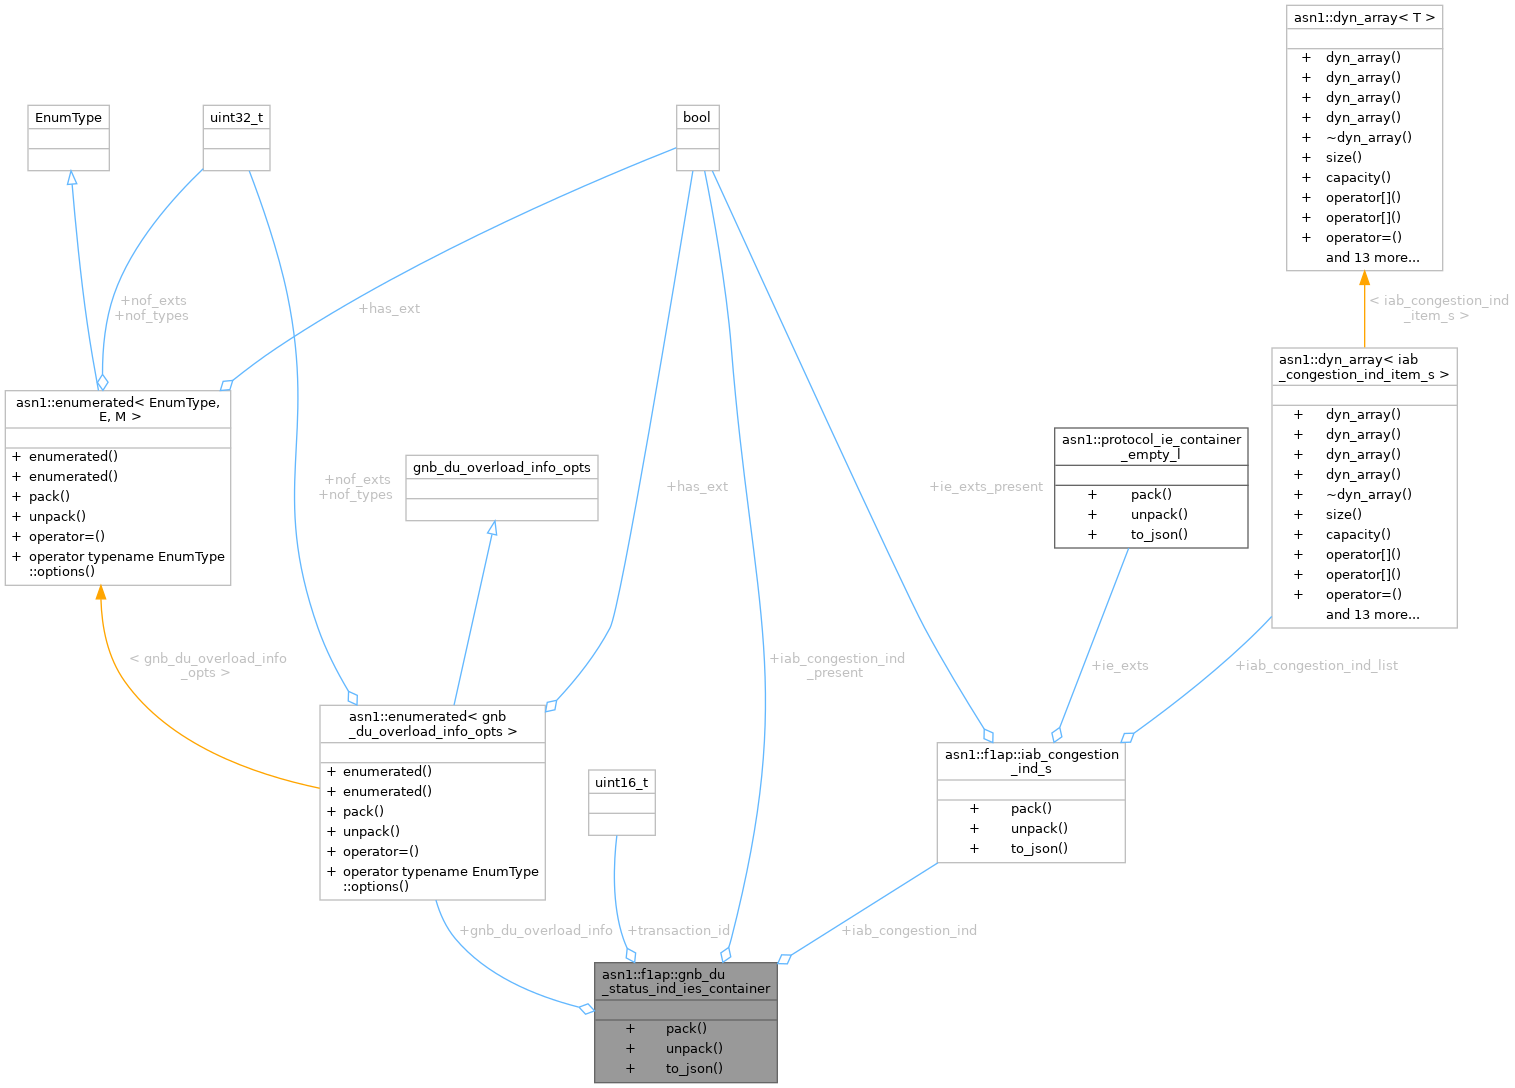 asn1::dyn_array< T >
+ dyn_array()
+ dyn_array()
+ dyn_array()
+ dyn_array()
+ ~dyn_array()
+ size()
+ capacity()
+ operator[]()
+ operator[]()
+ operator=()
and 13 more...
EnumType
uint32_t
bool
+nof_exts
+nof_types
+has_ext
< iab_congestion_ind
_item_s >
asn1::enumerated< EnumType,
E, M >
+ enumerated()
+ enumerated()
+ pack()
+ unpack()
+ operator=()
+ operator typename EnumType
::options()
+nof_exts
+nof_types
gnb_du_overload_info_opts
+has_ext
+ie_exts_present
asn1::protocol_ie_container
_empty_l
+ pack()
+ unpack()
+ to_json()
asn1::dyn_array< iab
_congestion_ind_item_s >
+ dyn_array()
+ dyn_array()
+ dyn_array()
+ dyn_array()
+ ~dyn_array()
+ size()
+ capacity()
+ operator[]()
+ operator[]()
+ operator=()
and 13 more...
< gnb_du_overload_info
_opts >
+iab_congestion_ind
_present
+ie_exts
+iab_congestion_ind_list
asn1::enumerated< gnb
_du_overload_info_opts >
+ enumerated()
+ enumerated()
+ pack()
+ unpack()
+ operator=()
+ operator typename EnumType
::options()
uint16_t
asn1::f1ap::iab_congestion
_ind_s
+ pack()
+ unpack()
+ to_json()
+gnb_du_overload_info
+transaction_id
+iab_congestion_ind
asn1::f1ap::gnb_du
_status_ind_ies_container
+ pack()
+ unpack()
+ to_json()